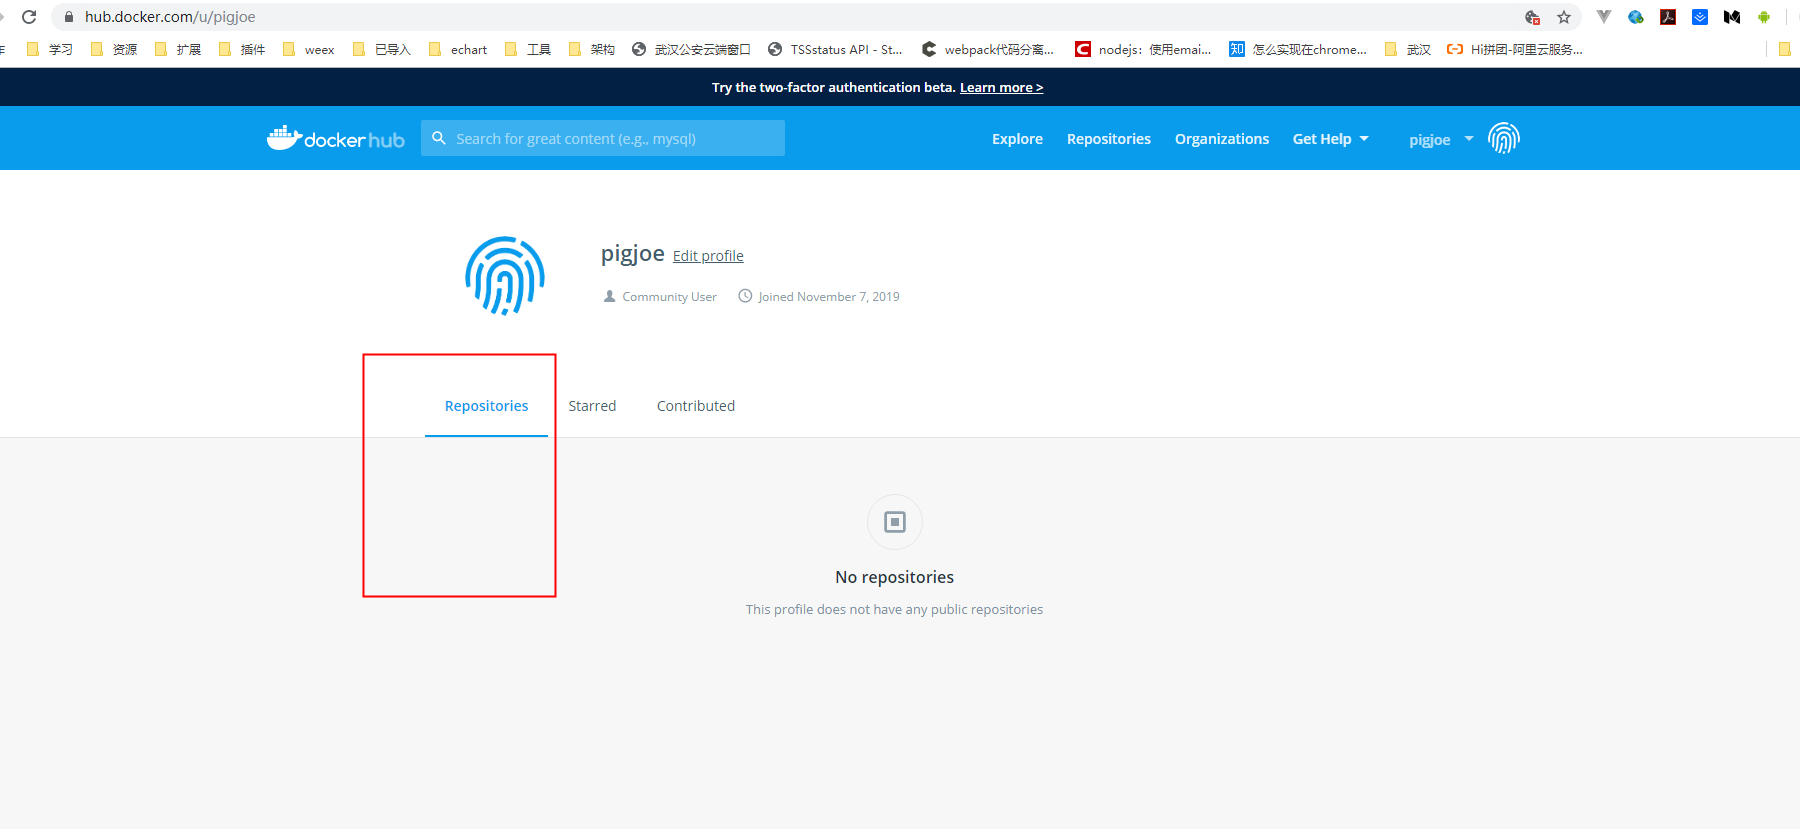 hub.docker.com/u/pigjoe
学习 资源 扩展 插件 weex 已导入 echart 工具 架构 武汉公安云端窗口 TSSstatus API - St... webpack代码分离... nodejs：使用emai... 知 怎么实现在chrome... 武汉 Hi拼团-阿里云服务...
Try the two-factor authentication beta. Learn more >
docker hub Search for great content (e.g., mysql) Explore Repositories Organizations Get Help pigjoe
pigjoe Edit profile
Community User Joined November 7, 2019
Repositories Starred Contributed
No repositories
This profile does not have any public repositories